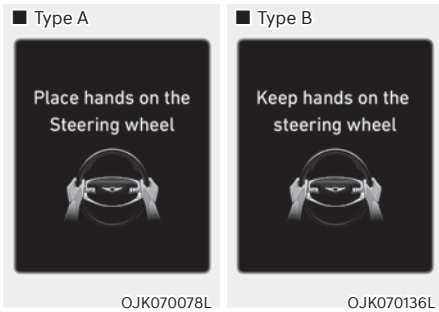 ■ Type A
Place hands on the
Steering wheel
OJK070078L
■ Type B
Keep hands on the
steering wheel
OJK070136L